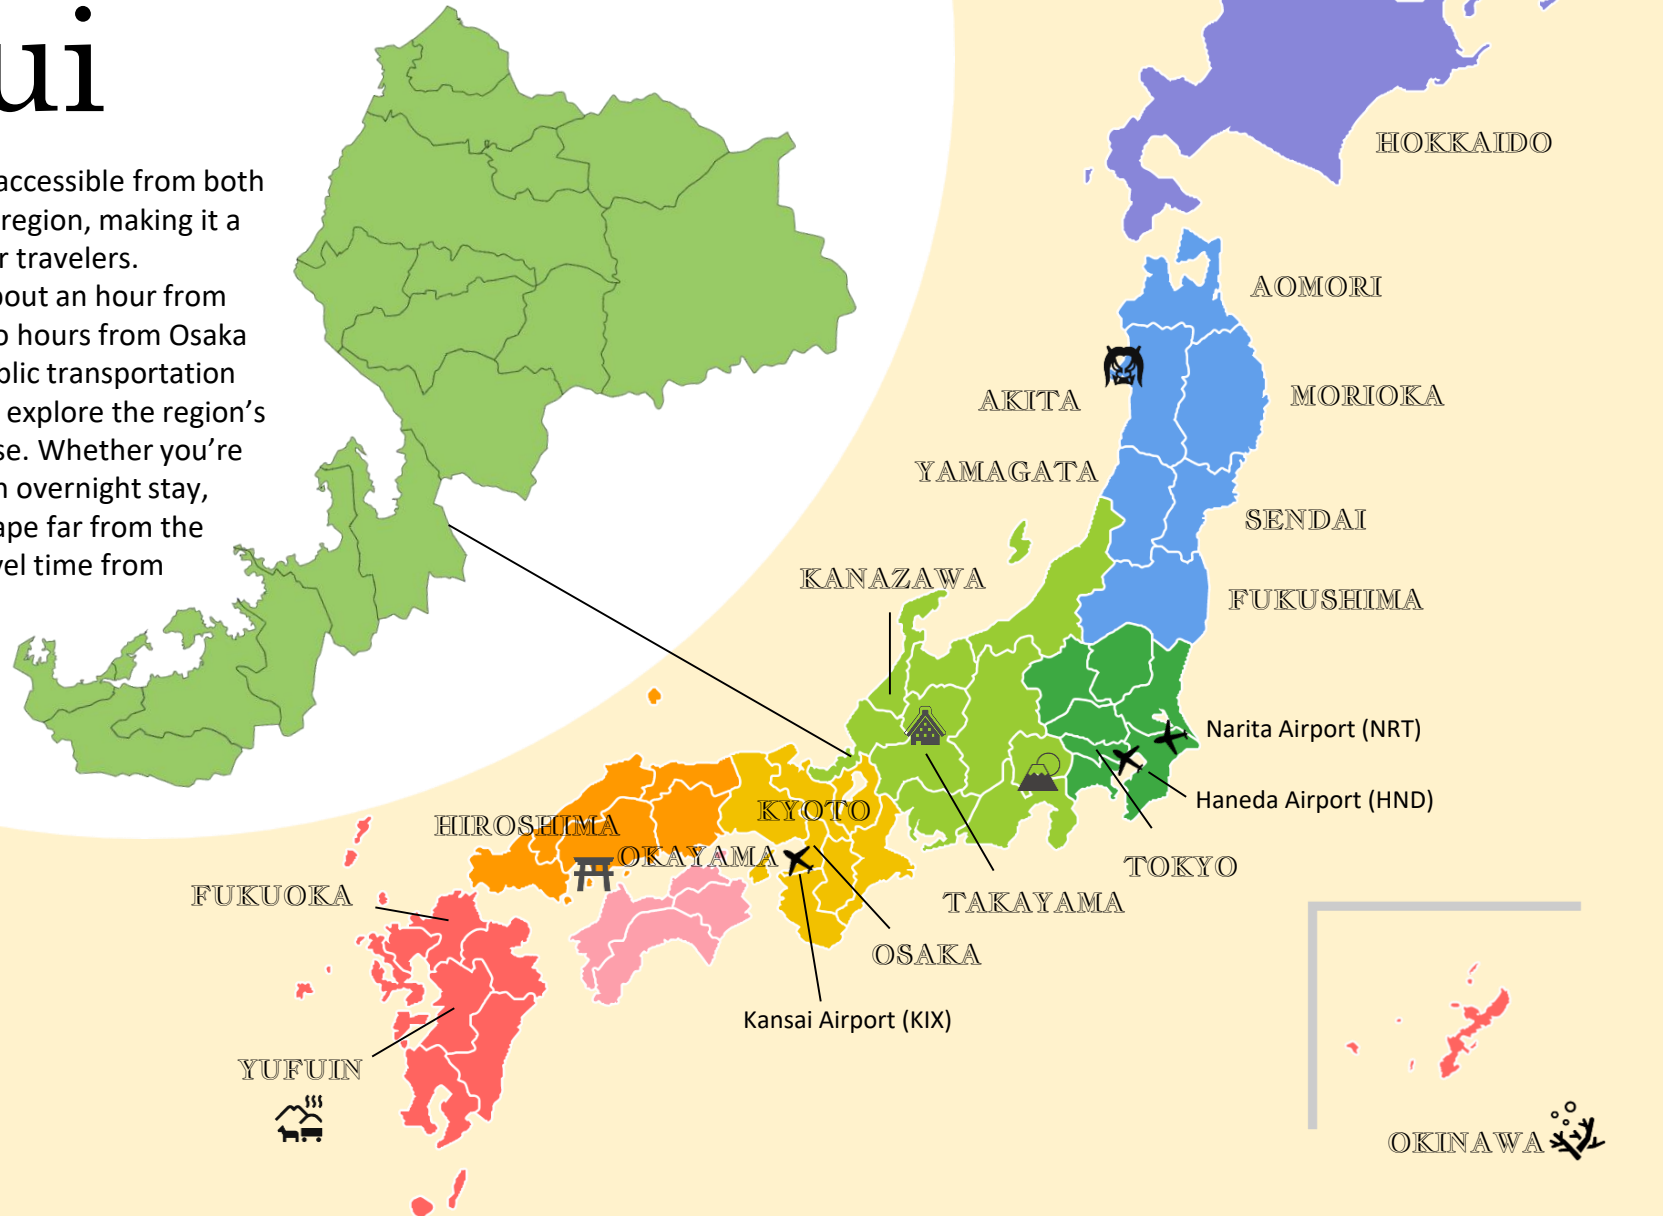 ui
accessible from both
region, making it a
r travelers.
bout an hour from
o hours from Osaka
blic transportation
explore the region's
se. Whether you're
n overnight stay,
ape far from the
vel time from
HOKKAIDO
AOMORI
AKITA
MORIOKA
YAMAGATA
SENDAI
KANAZAWA
FUKUSHIMA
Narita Airport (NRT)
Haneda Airport (HND)
KYOTO
HIROSHIMA
OKAYAMA
TOKYO
FUKUOKA
TAKAYAMA
OSAKA
Kansai Airport (KIX)
YUFUIN
OKINAWA